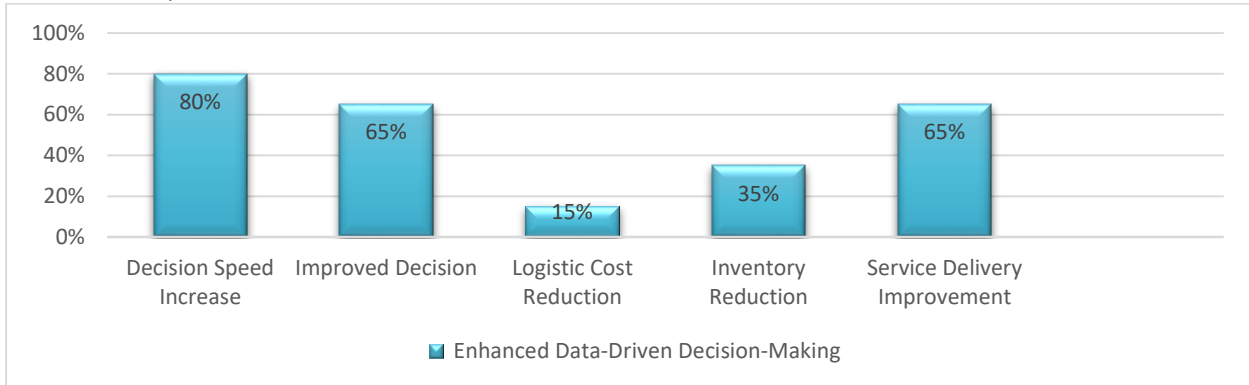 100%
80%
60%
40%
20%
0%
80%
65%
15%
35%
65%
Decision Speed Increase
Improved Decision
Logistic Cost Reduction
Inventory Reduction
Service Delivery Improvement
Enhanced Data-Driven Decision-Making